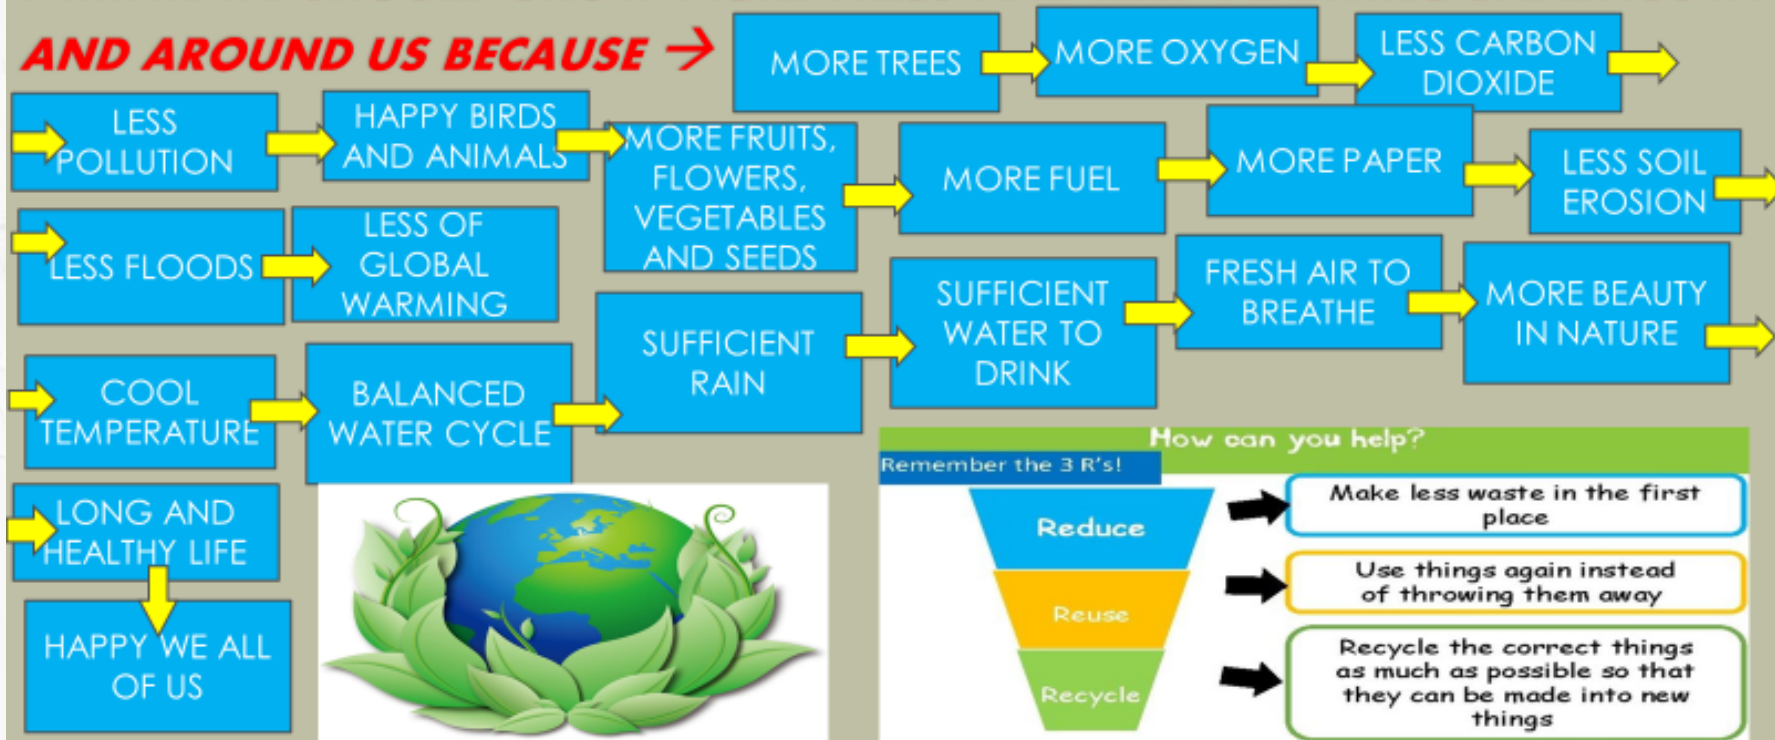 AND AROUND US BECAUSE →
MORE TREES
MORE OXYGEN
LESS CARBON
DIOXIDE
LESS
POLLUTION
HAPPY BIRDS
AND ANIMALS
MORE FRUITS,
FLOWERS,
VEGETABLES
AND SEEDS
MORE FUEL
MORE PAPER
LESS SOIL
EROSION
LESS FLOODS
LESS OF
GLOBAL
WARMING
SUFFICIENT
RAIN
SUFFICIENT
WATER TO
DRINK
FRESH AIR TO
BREATHE
MORE BEAUTY
IN NATURE
COOL
TEMPERATURE
BALANCED
WATER CYCLE
LONG AND
HEALTHY LIFE
HAPPY WE ALL
OF US
How can you help?
Remember the 3 R's!
Reduce
Make less waste in the first
place
Reuse
Use things again instead
of throwing them away
Recycle
Recycle the correct things
as much as possible so that
they can be made into new
things